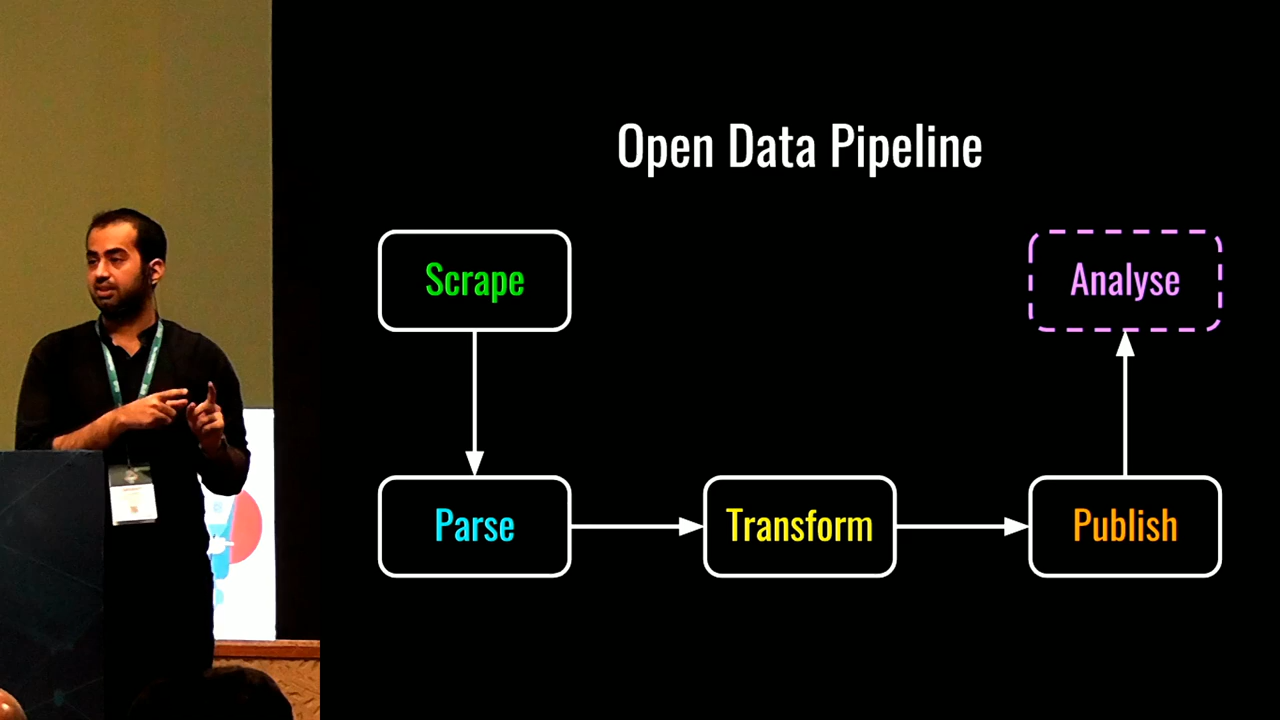 Open Data Pipeline
Scrape
Analyse
Parse
Transform
Publish